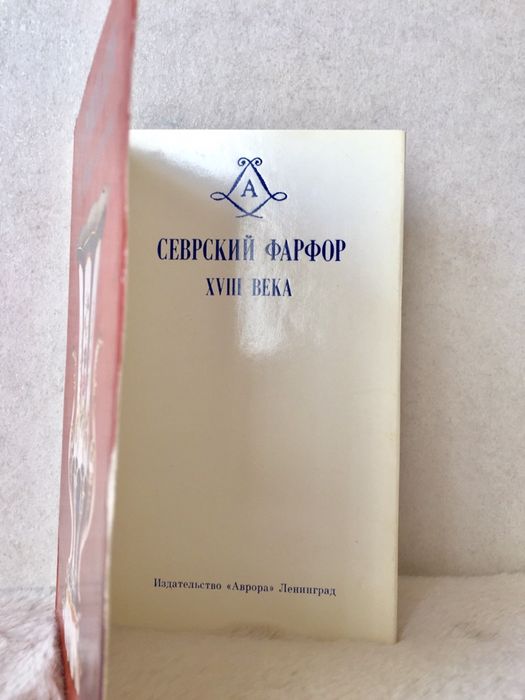 А
СЕВРСКИЙ ФАРФОР
XVIII ВЕКА
Издательство «Аврора» Ленинград